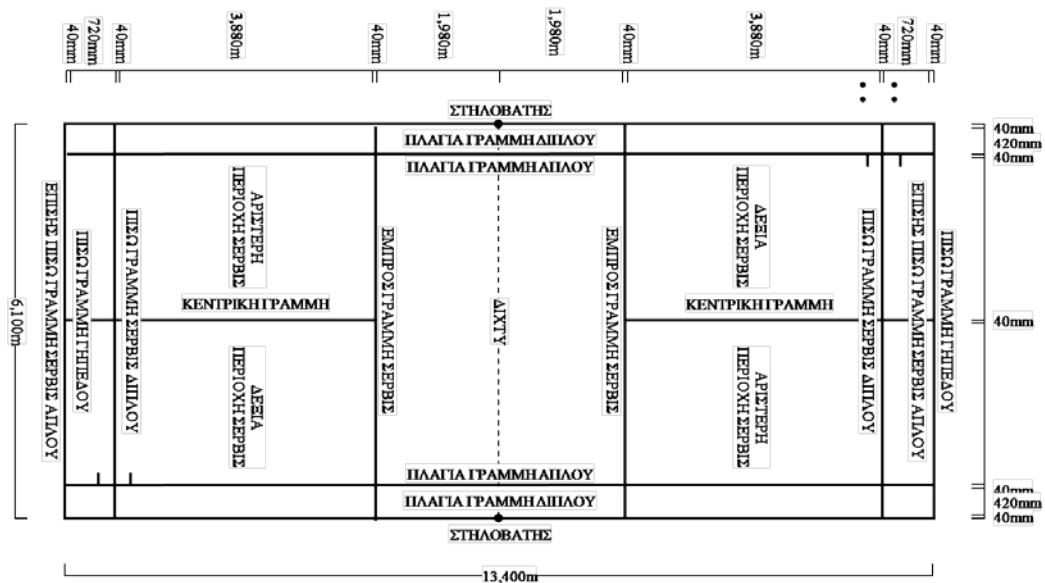 40mm
720mm
40mm
3,880m
40mm
1,980m
1,980m
40mm
3,880m
40mm
720mm
40mm
ΣΤΗΛΟΒΑΤΗΣ
ΠΛΑΓΙΑ ΓΡΑΜΜΗ ΔΙΠΛΟΥ
ΠΛΑΓΙΑ ΓΡΑΜΜΗ ΑΠΛΟΥ
40mm
420mm
40mm
6,100m
ΕΠΙΣΗΣ ΠΙΣΩ ΓΡΑΜΜΗ ΣΕΡΒΙΣ ΑΠΛΟΥ
ΠΙΣΩ ΓΡΑΜΜΗ ΓΗΠΕΔΟΥ
ΠΙΣΩ ΓΡΑΜΜΗ ΣΕΡΒΙΣ ΔΙΠΛΟΥ
ΑΡΙΣΤΕΡΗ
ΠΕΡΙΟΧΗ ΣΕΡΒΙΣ
ΚΕΝΤΡΙΚΗ ΓΡΑΜΜΗ
ΔΕΞΙΑ
ΠΕΡΙΟΧΗ ΣΕΡΒΙΣ
ΕΜΠΡΟΣ ΓΡΑΜΜΗ ΣΕΡΒΙΣ
ΔΙΧΤΥ
ΕΜΠΡΟΣ ΓΡΑΜΜΗ ΣΕΡΒΙΣ
ΔΕΞΙΑ
ΠΕΡΙΟΧΗ ΣΕΡΒΙΣ
ΚΕΝΤΡΙΚΗ ΓΡΑΜΜΗ
ΑΡΙΣΤΕΡΗ
ΠΕΡΙΟΧΗ ΣΕΡΒΙΣ
ΠΙΣΩ ΓΡΑΜΜΗ ΣΕΡΒΙΣ ΔΙΠΛΟΥ
ΕΠΙΣΗΣ ΠΙΣΩ ΓΡΑΜΜΗ ΣΕΡΒΙΣ ΑΠΛΟΥ
ΠΙΣΩ ΓΡΑΜΜΗ ΓΗΠΕΔΟΥ
40mm
ΠΛΑΓΙΑ ΓΡΑΜΜΗ ΑΠΛΟΥ
ΠΛΑΓΙΑ ΓΡΑΜΜΗ ΔΙΠΛΟΥ
ΣΤΗΛΟΒΑΤΗΣ
40mm
420mm
40mm
13,400m